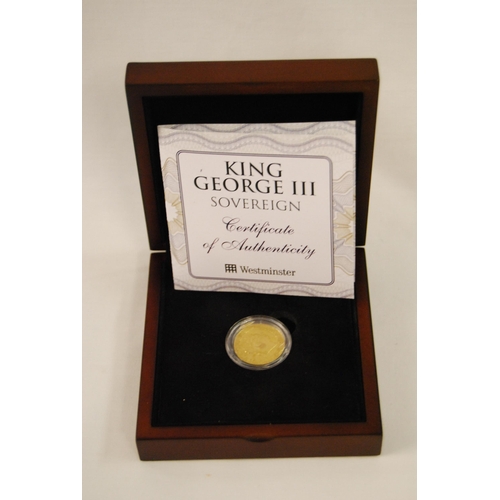 KING
GEORGE III
SOVEREIGN
Certificate
of Authenticity
Westminster